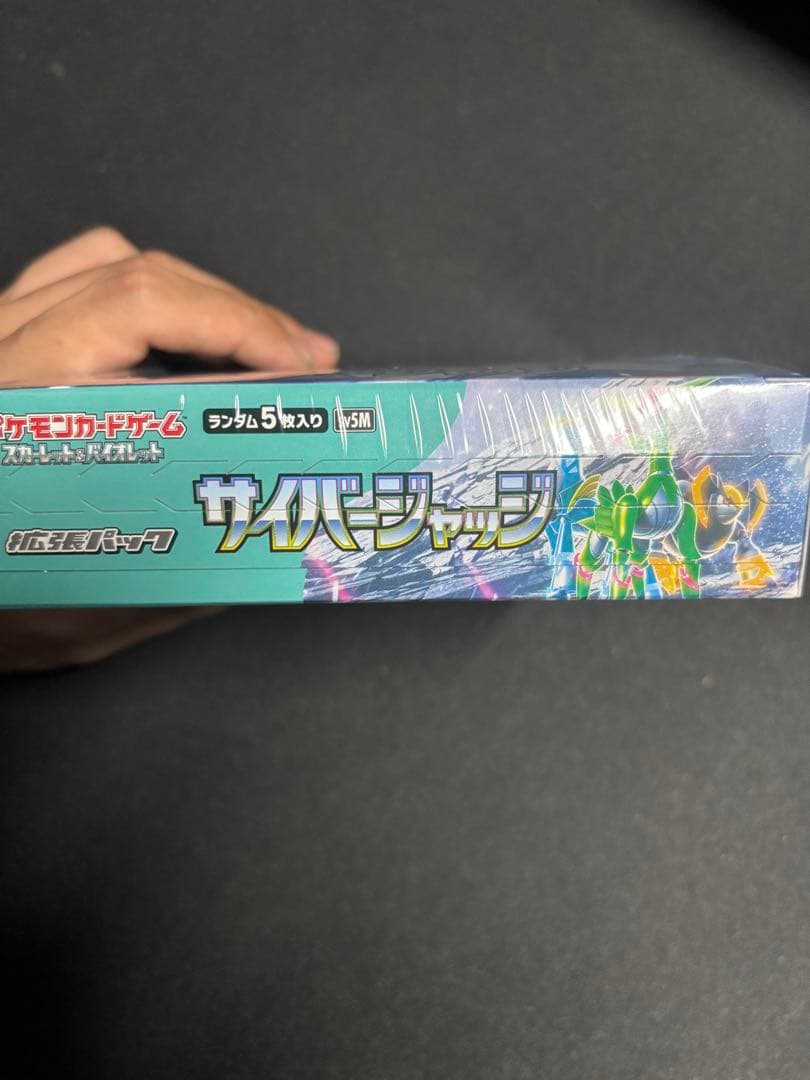 ポケモンカードゲーム™
スカーレット&バイオレット
ランダム5枚入り sv5M
拡張パック
サイバージャッジ